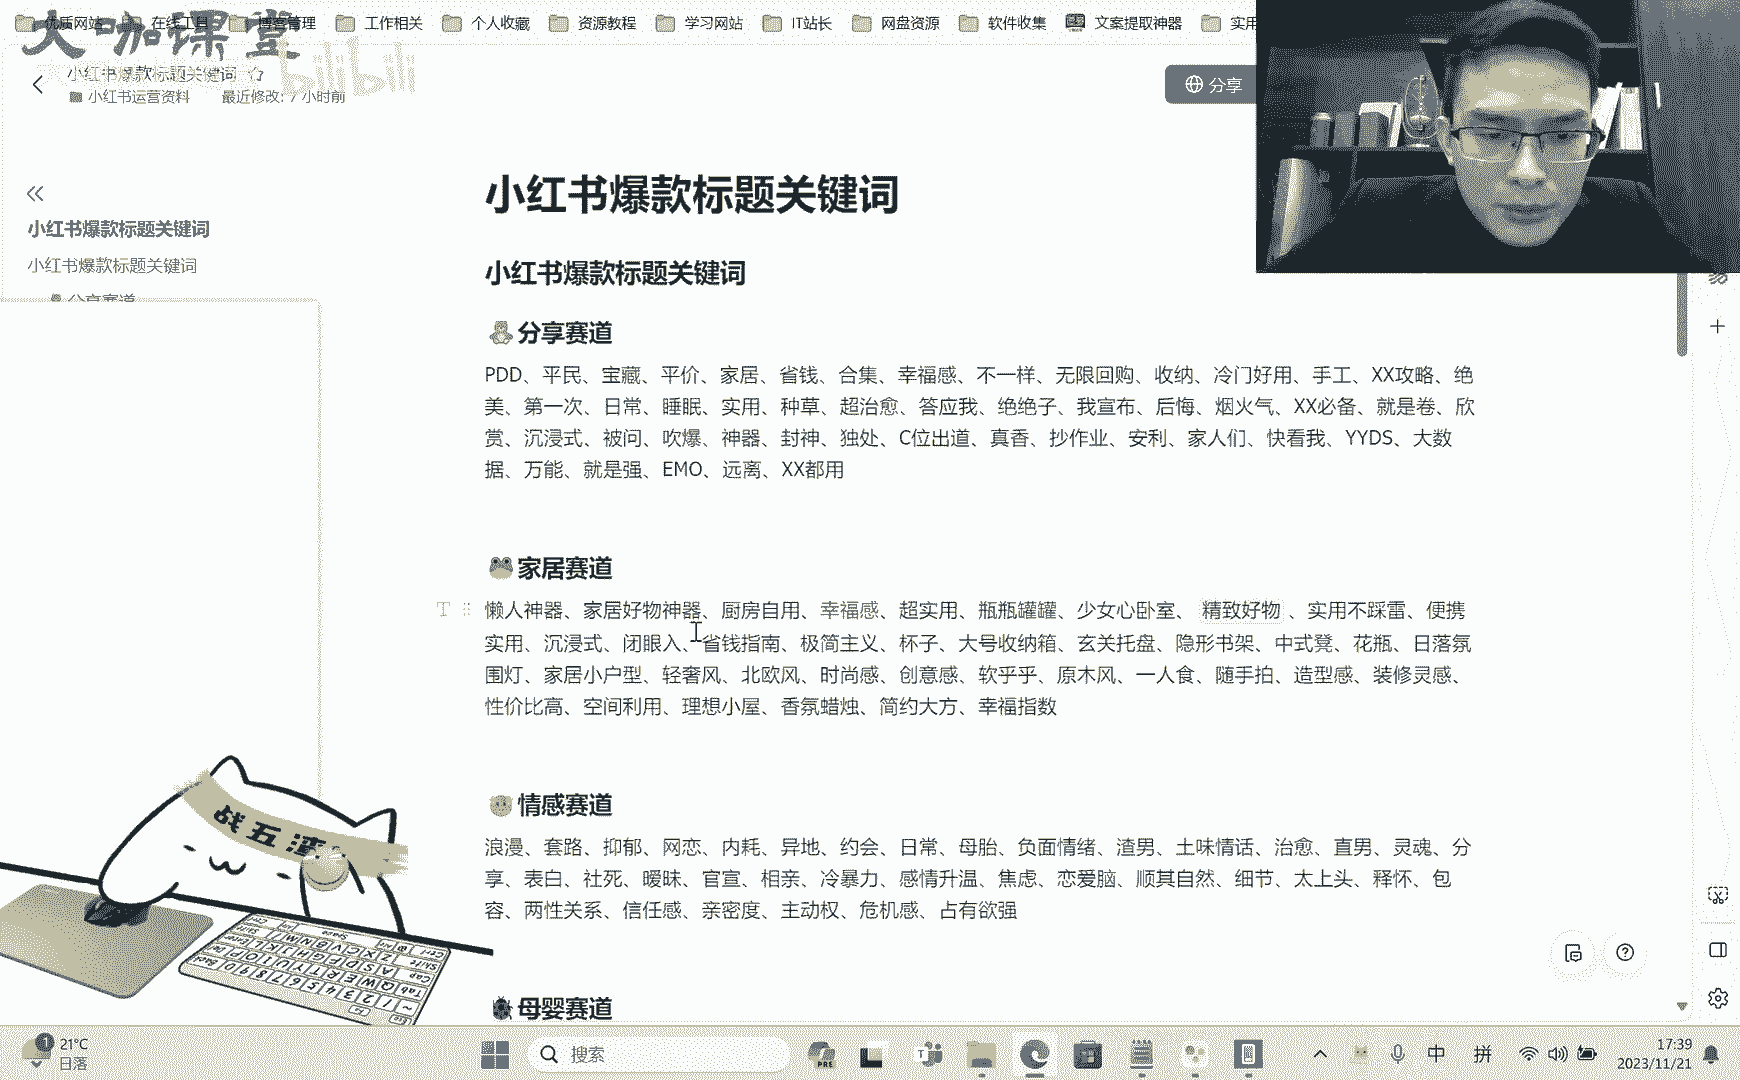 优质网站 在线工具 博客管理 工作相关 个人收藏 资源教程 学习网站 IT站长 网盘资源 软件收集 文案提取神器 实用
大咖课堂
bilibili
小红书爆款标题关键词
小红书运营资料 最近修改: 7 小时前
分享
小红书爆款标题关键词
小红书爆款标题关键词
分享赛道
小红书爆款标题关键词
小红书爆款标题关键词
分享赛道
PDD、平民、宝藏、平价、家居、省钱、合集、幸福感、不一样、无限回购、收纳、冷门好用、手工、XX攻略、绝
美、第一次、日常、睡眠、实用、种草、超治愈、答应我、绝绝子、我宣布、后悔、烟火气、XX必备、就是卷、欣
赏、沉浸式、被问、吹爆、神器、封神、独处、C位出道、真香、抄作业、安利、家人们、快看我、YYDS、大数
据、万能、就是强、EMO、远离、XX都用
家居赛道
懒人神器、家居好物神器、厨房自用、幸福感、超实用、瓶瓶罐罐、少女心卧室、 精致好物 、实用不踩雷、便携
实用、沉浸式、闭眼入、省钱指南、极简主义、杯子、大号收纳箱、玄关托盘、隐形书架、中式凳、花瓶、日落氛
围灯、家居小户型、轻奢风、北欧风、时尚感、创意感、软乎乎、原木风、一人食、随手拍、造型感、装修灵感、
性价比高、空间利用、理想小屋、香氛蜡烛、简约大方、幸福指数
情感赛道
浪漫、套路、抑郁、网恋、内耗、异地、约会、日常、母胎、负面情绪、渣男、土味情话、治愈、直男、灵魂、分
享、表白、社死、暧昧、官宣、相亲、冷暴力、感情升温、焦虑、恋爱脑、顺其自然、细节、太上头、释怀、包
容、两性关系、信任感、亲密度、主动权、危机感、占有欲强
母婴赛道
战五渣
21°C
日落
搜索
中 拼
17:39
2023/11/21